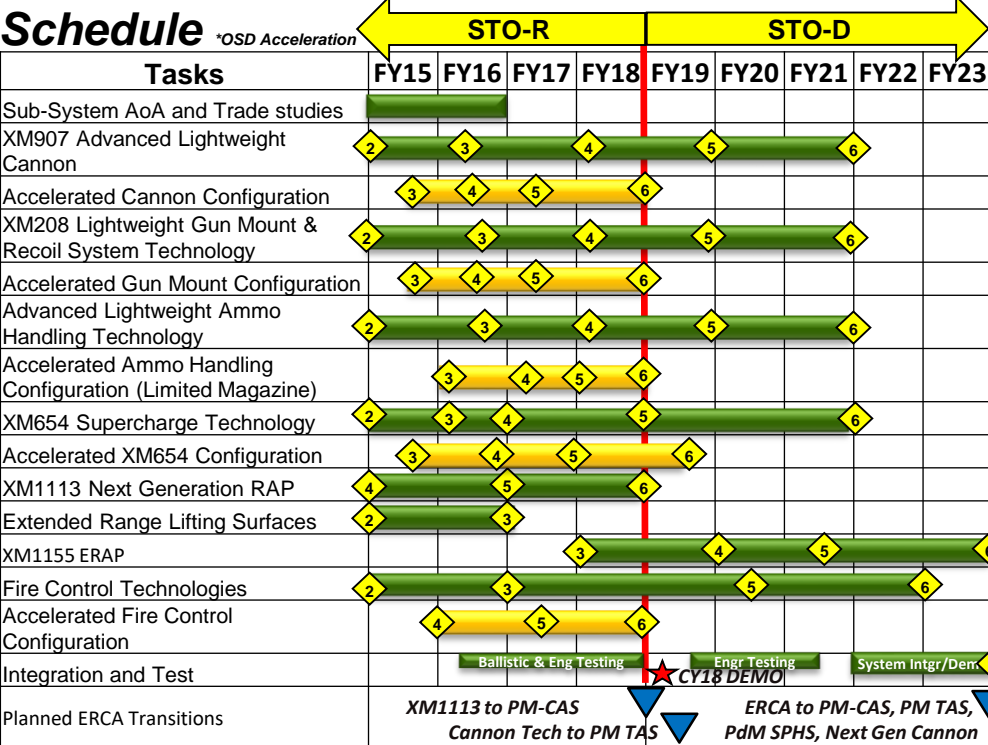 Schedule *OSD Acceleration
STO-R STO-D
Tasks FY15 FY16 FY17 FY18 FY19 FY20 FY21 FY22 FY23
Sub-System AoA and Trade studies
XM907 Advanced Lightweight
Cannon
2 3 4 5 6
Accelerated Cannon Configuration 3 4 5 6
XM208 Lightweight Gun Mount &
Recoil System Technology
2 3 4 5 6
Accelerated Gun Mount Configuration 3 4 5 6
Advanced Lightweight Ammo
Handling Technology
2 3 4 5 6
Accelerated Ammo Handling
Configuration (Limited Magazine)
3 4 5 6
XM654 Supercharge Technology 2 3 4 5 6
Accelerated XM654 Configuration 3 4 5 6
XM1113 Next Generation RAP 4 5 6
Extended Range Lifting Surfaces 2 3
XM1155 ERAP 3 4 5
Fire Control Technologies 2 3 5 6
Accelerated Fire Control
Configuration
4 5 6
Integration and Test Ballistic & Eng Testing Engr Testing System Intgr/Dem
CY18 DEMO
Planned ERCA Transitions
XM1113 to PM-CAS
Cannon Tech to PM TAS
ERCA to PM-CAS, PM TAS,
PdM SPHS, Next Gen Cannon